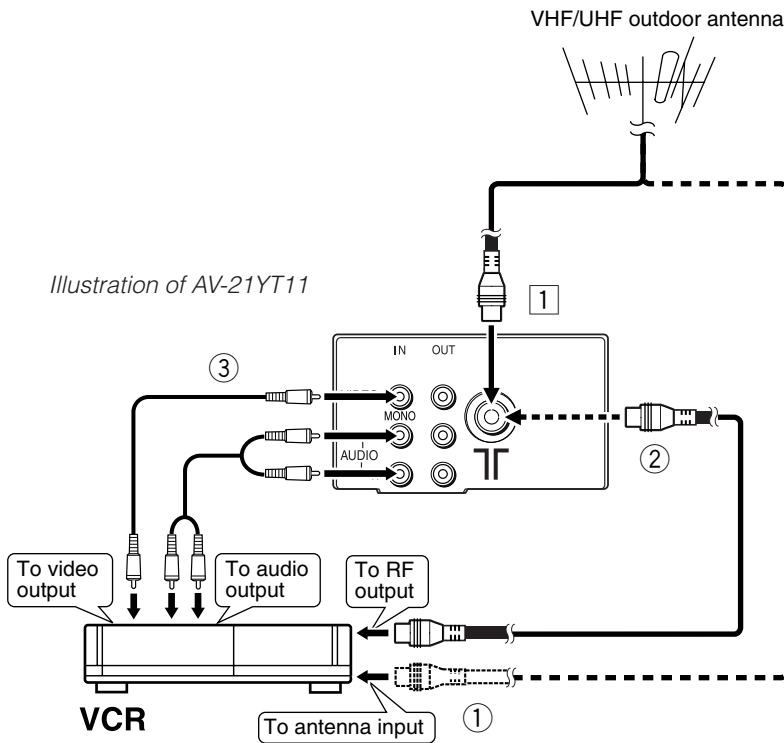 VHF/UHF outdoor antenna
Illustration of AV-21YT11
1
IN OUT
3
MONO
AUDIO
2
To video
output
To audio
output
To RF
output
VCR
To antenna input
1